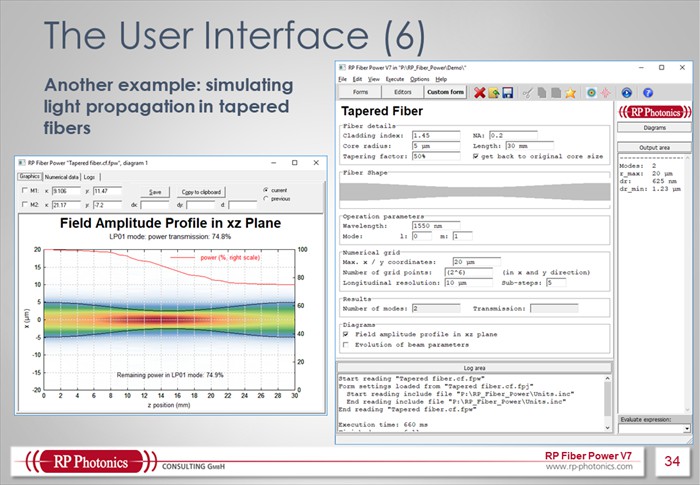 The User Interface (6)
Another example: simulating
light propagation in tapered
fibers
RP Fiber Power "Tapered fiber.cf.fpw", diagram 1
Graphics Numerical data Logs
M1: x: 9.106 y: 11.47 Save Copy to clipboard current
previous
M2: x: 21.17 y: -7.2 dx: dy: d:
Field Amplitude Profile in xz Plane
LP01 mode: power transmission: 74.8%
power (%, right scale)
20 15 10 5 0 -5 -10 -15 -20
x (µm)
100 80 60 40 20 0
Remaining power in LP01 mode: 74.9%
0 2 4 6 8 10 12 14 16 18 20 22 24 26 28 30
z position (mm)
RP Fiber Power V7 in "P:\RP_Fiber_Power\Demo\"
File Edit View Execute Options Help
Forms Editors Custom form
Tapered Fiber
Fiber details
Cladding index: 1.45 NA: 0.2
Core radius: 5 µm Length: 30 mm
Tapering factor: 50% get back to original core size
Fiber Shape
Operation parameters
Wavelength: 1550 nm
Mode: l: 0 m: 1
Numerical grid
Max. x / y coordinates: 20 µm
Number of grid points: (2^6) (in x and y direction)
Longitudinal resolution: 10 µm Sub-steps: 5
Results
Number of modes: 2 Transmission:
Diagrams
Field amplitude profile in xz plane
Evolution of beam parameters
Log area
Start reading "Tapered fiber.cf.fpw"
Form settings loaded from "Tapered fiber.cf.fpj"
Start reading include file "P:\RP_Fiber_Power\Units.inc"
End reading include file "P:\RP_Fiber_Power\Units.inc"
End reading "Tapered fiber.cf.fpw"
Execution time: 660 ms
RP Photonics
Diagrams
Output area
Modes: 2
r_max: 20 µm
dr: 625 nm
dr_min: 1.23 µm
Evaluate expression:
RP Photonics CONSULTING GMBH
RP Fiber Power V7
www.rp-photonics.com
34